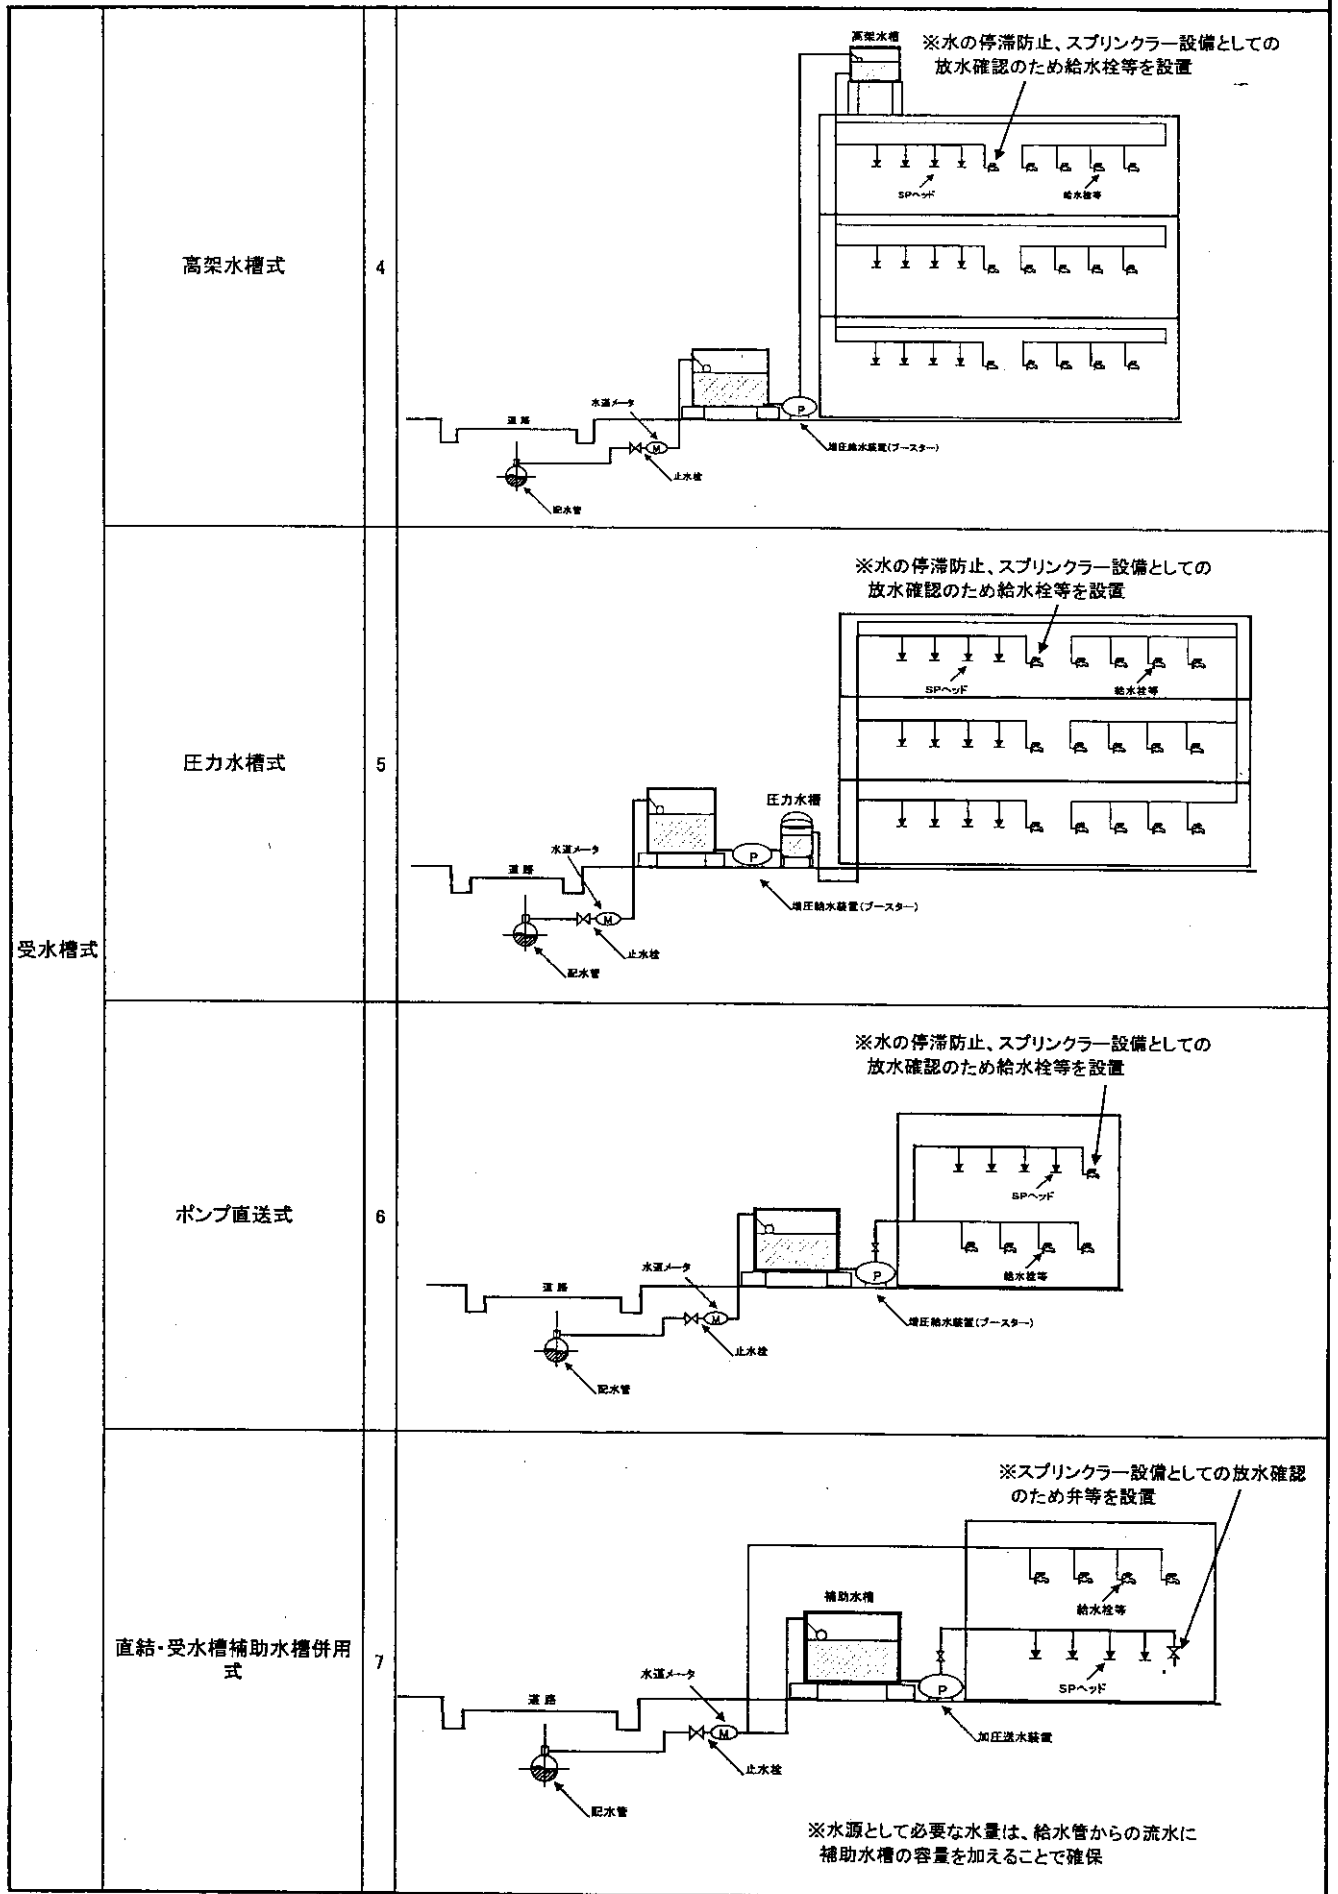 受水槽式
高架水槽式
4
高架水槽
※水の停滞防止、スプリンクラー設備としての
放水確認のため給水栓等を設置
SPヘッド
給水栓等
水道メータ
道路
P
M
増圧給水装置(ブースター)
止水栓
配水管
圧力水槽式
5
※水の停滞防止、スプリンクラー設備としての
放水確認のため給水栓等を設置
SPヘッド
給水栓等
圧力水槽
水道メータ
道路
P
M
増圧給水装置(ブースター)
止水栓
配水管
ポンプ直送式
6
※水の停滞防止、スプリンクラー設備としての
放水確認のため給水栓等を設置
SPヘッド
給水栓等
水道メータ
道路
P
M
増圧給水装置(ブースター)
止水栓
配水管
直結・受水槽補助水槽併用
式
7
※スプリンクラー設備としての放水確認
のため弁等を設置
補助水槽
給水栓等
SPヘッド
水道メータ
道路
P
M
加圧送水装置
止水栓
配水管
※水源として必要な水量は、給水管からの流水に
補助水槽の容量を加えることで確保